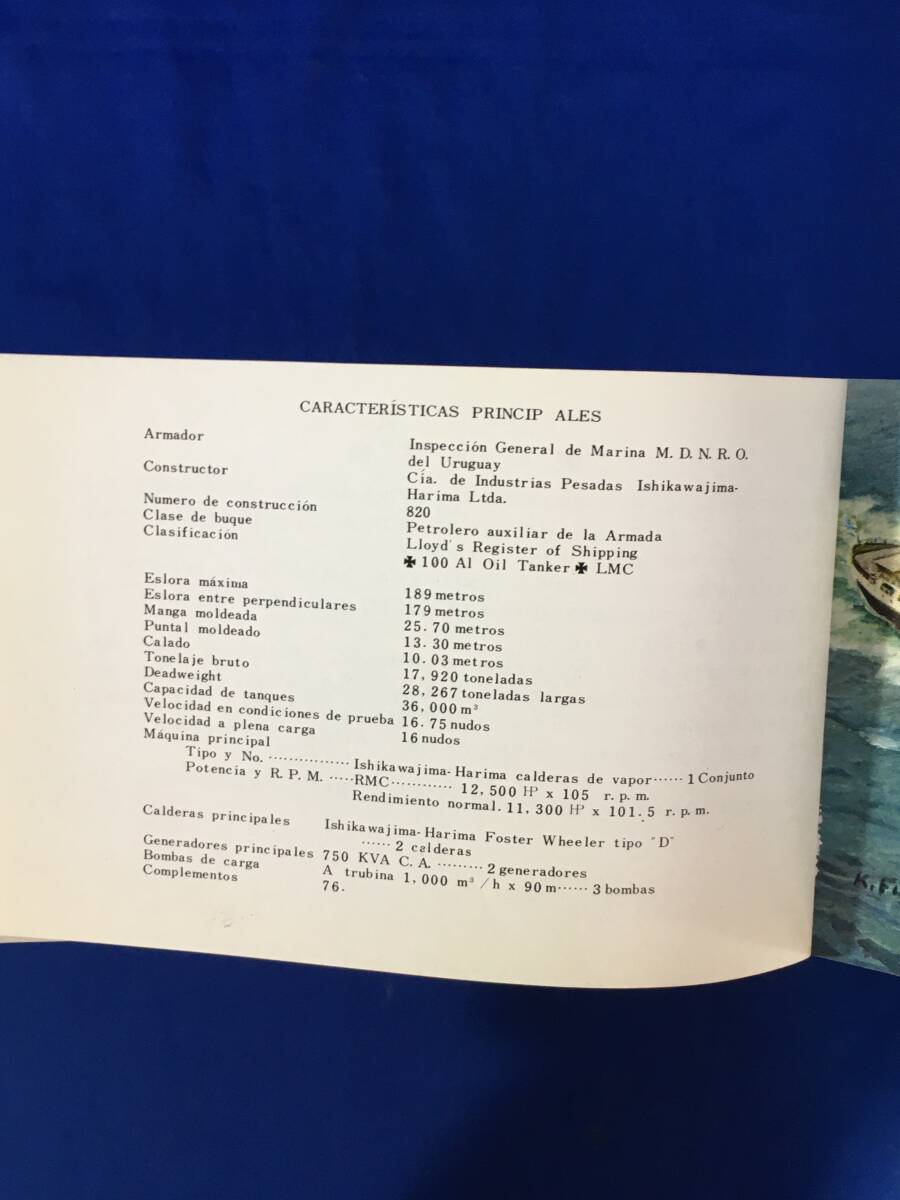 CARACTERÍSTICAS PRINCIP ALES
Armador Inspección General de Marina M. D. N. R. O.
del Uruguay
Constructor Cía. de Industrias Pesadas Ishikawajima-
Harima Ltda.
Numero de construcción 820
Clase de buque Petrolero auxiliar de la Armada
Clasificación Lloyd's Register of Shipping
✠ 100 Al Oil Tanker ✠ LMC
Eslora máxima 189 metros
Eslora entre perpendiculares 179 metros
Manga moldeada 25. 70 metros
Puntal moldeado 13. 30 metros
Calado 10. 03 metros
Tonelaje bruto 17, 920 toneladas
Deadweight 28, 267 toneladas largas
Capacidad de tanques 36, 000 m³
Velocidad en condiciones de prueba 16. 75 nudos
Velocidad a plena carga 16 nudos
Máquina principal
Tipo y No. ················ Ishikawajima-Harima calderas de vapor······ 1 Conjunto
Potencia y R. P. M. ·····RMC············ 12, 500 HP x 105 r. p. m.
Rendimiento normal. 11, 300 HP x 101. 5 r. p. m.
Calderas principales Ishikawajima-Harima Foster Wheeler tipo "D"
······ 2 calderas
Generadores principales 750 KVA C. A. ········· 2 generadores
Bombas de carga A trubina 1, 000 m³ /h x 90 m······ 3 bombas
Complementos 76.